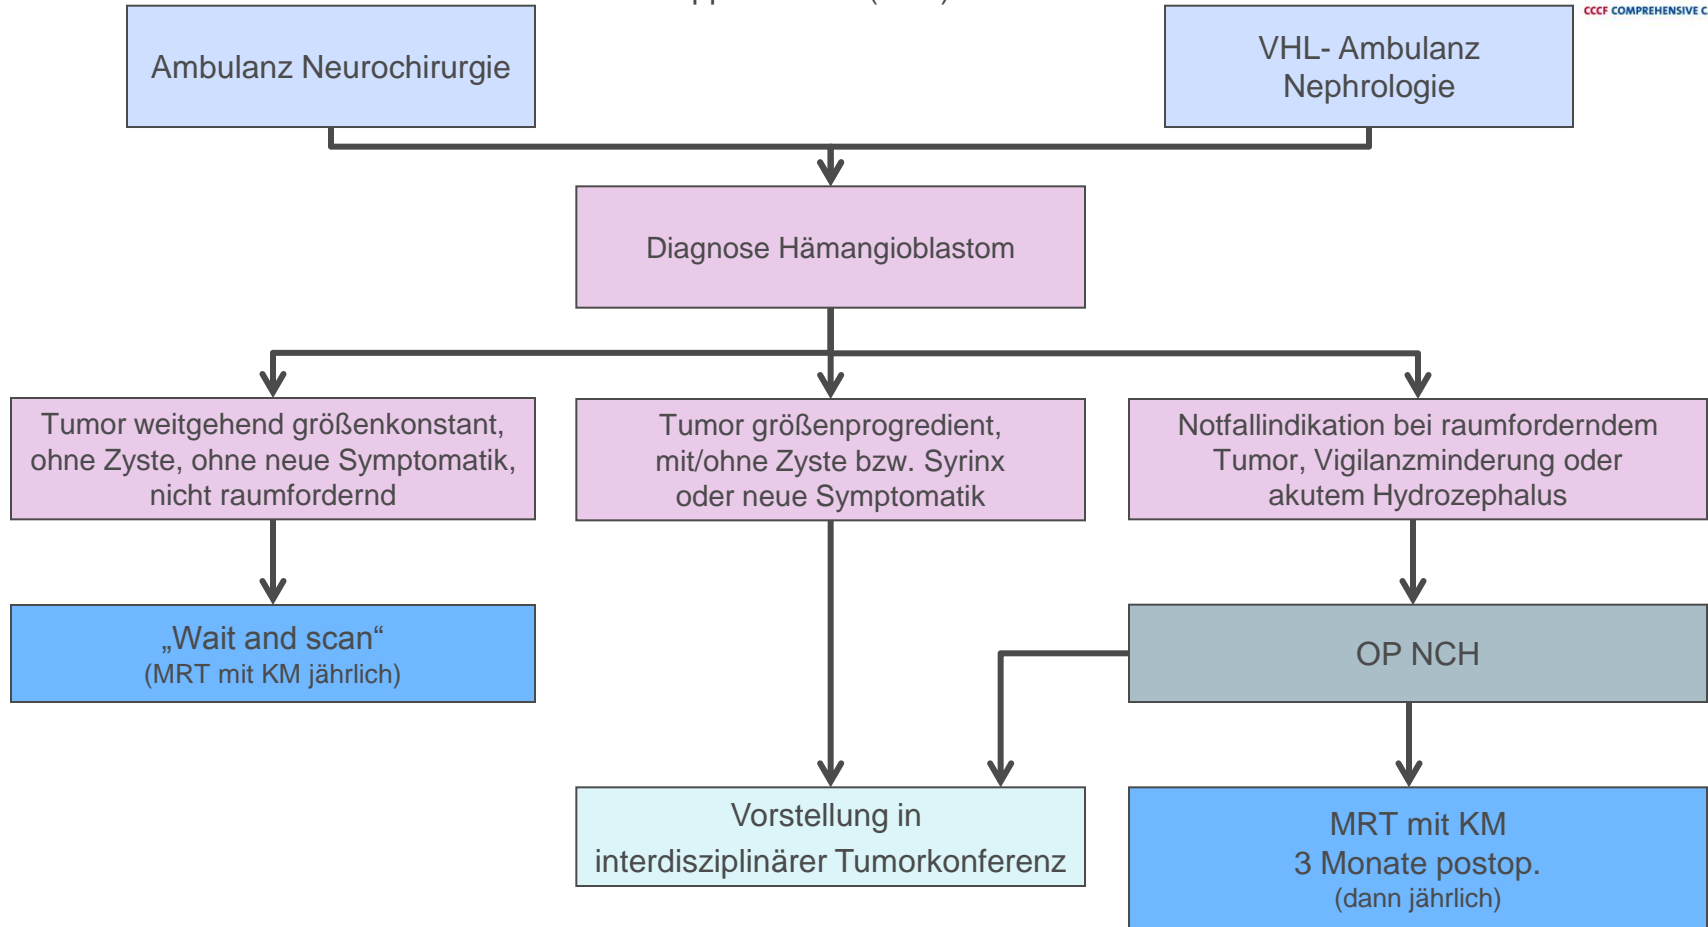 CCCF COMPREHENSIVE C
Ambulanz Neurochirurgie
VHL- Ambulanz
Nephrologie
Diagnose Hämangioblastom
Tumor weitgehend größenkonstant,
ohne Zyste, ohne neue Symptomatik,
nicht raumfordernd
Tumor größenprogredient,
mit/ohne Zyste bzw. Syrinx
oder neue Symptomatik
Notfallindikation bei raumforderndem
Tumor, Vigilanzminderung oder
akutem Hydrozephalus
„Wait and scan“
(MRT mit KM jährlich)
OP NCH
Vorstellung in
interdisziplinärer Tumorkonferenz
MRT mit KM
3 Monate postop.
(dann jährlich)